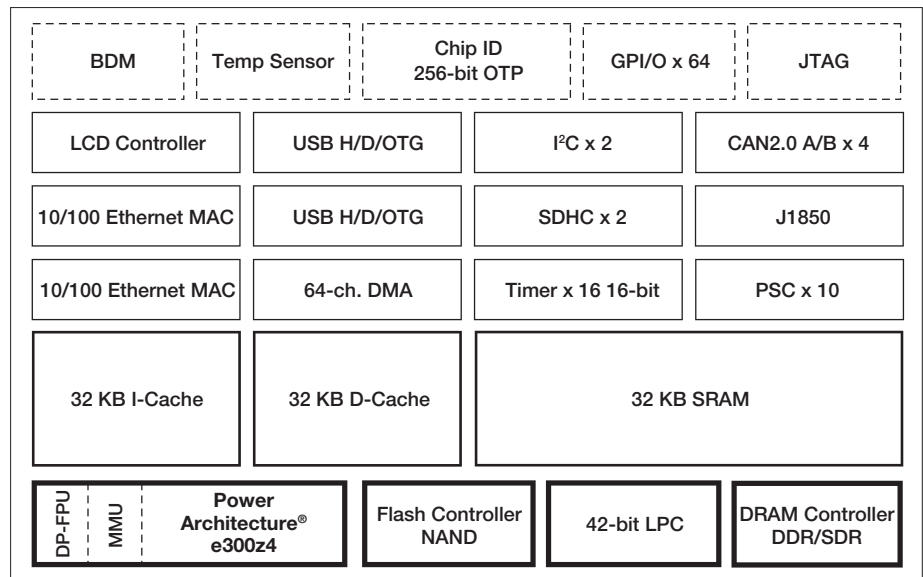 BDM
Temp Sensor
Chip ID
256-bit OTP
GPI/O x 64
JTAG
LCD Controller
USB H/D/OTG
I²C x 2
CAN2.0 A/B x 4
10/100 Ethernet MAC
USB H/D/OTG
SDHC x 2
J1850
10/100 Ethernet MAC
64-ch. DMA
Timer x 16 16-bit
PSC x 10
32 KB I-Cache
32 KB D-Cache
32 KB SRAM
DP-FPU
MMU
Power
Architecture®
e300z4
Flash Controller
NAND
42-bit LPC
DRAM Controller
DDR/SDR